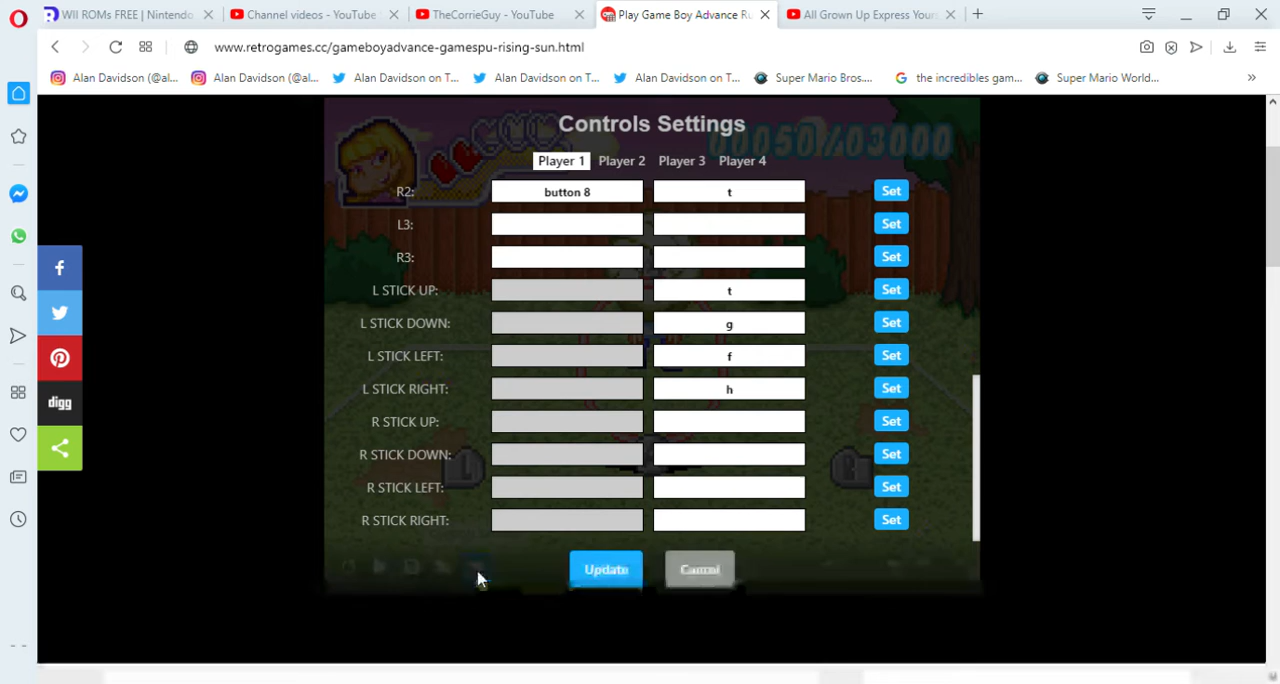 WII ROMs FREE | Nintendo
Channel videos - YouTube
TheCorrieGuy - YouTube
Play Game Boy Advance Ru
All Grown Up Express Yours
www.retrogames.cc/gameboyadvance-gamespu-rising-sun.html
Alan Davidson (@al...
Alan Davidson (@al...
Alan Davidson on T...
Alan Davidson on T...
Alan Davidson on T...
Super Mario Bros....
the incredibles gam...
Super Mario World...
Controls Settings
00050/03000
Player 1 Player 2 Player 3 Player 4
R2: button 8 t Set
L3: Set
R3: Set
L STICK UP: t Set
L STICK DOWN: g Set
L STICK LEFT: f Set
L STICK RIGHT: h Set
R STICK UP: Set
R STICK DOWN: Set
R STICK LEFT: Set
R STICK RIGHT: Set
L
R
digg
Update Cancel